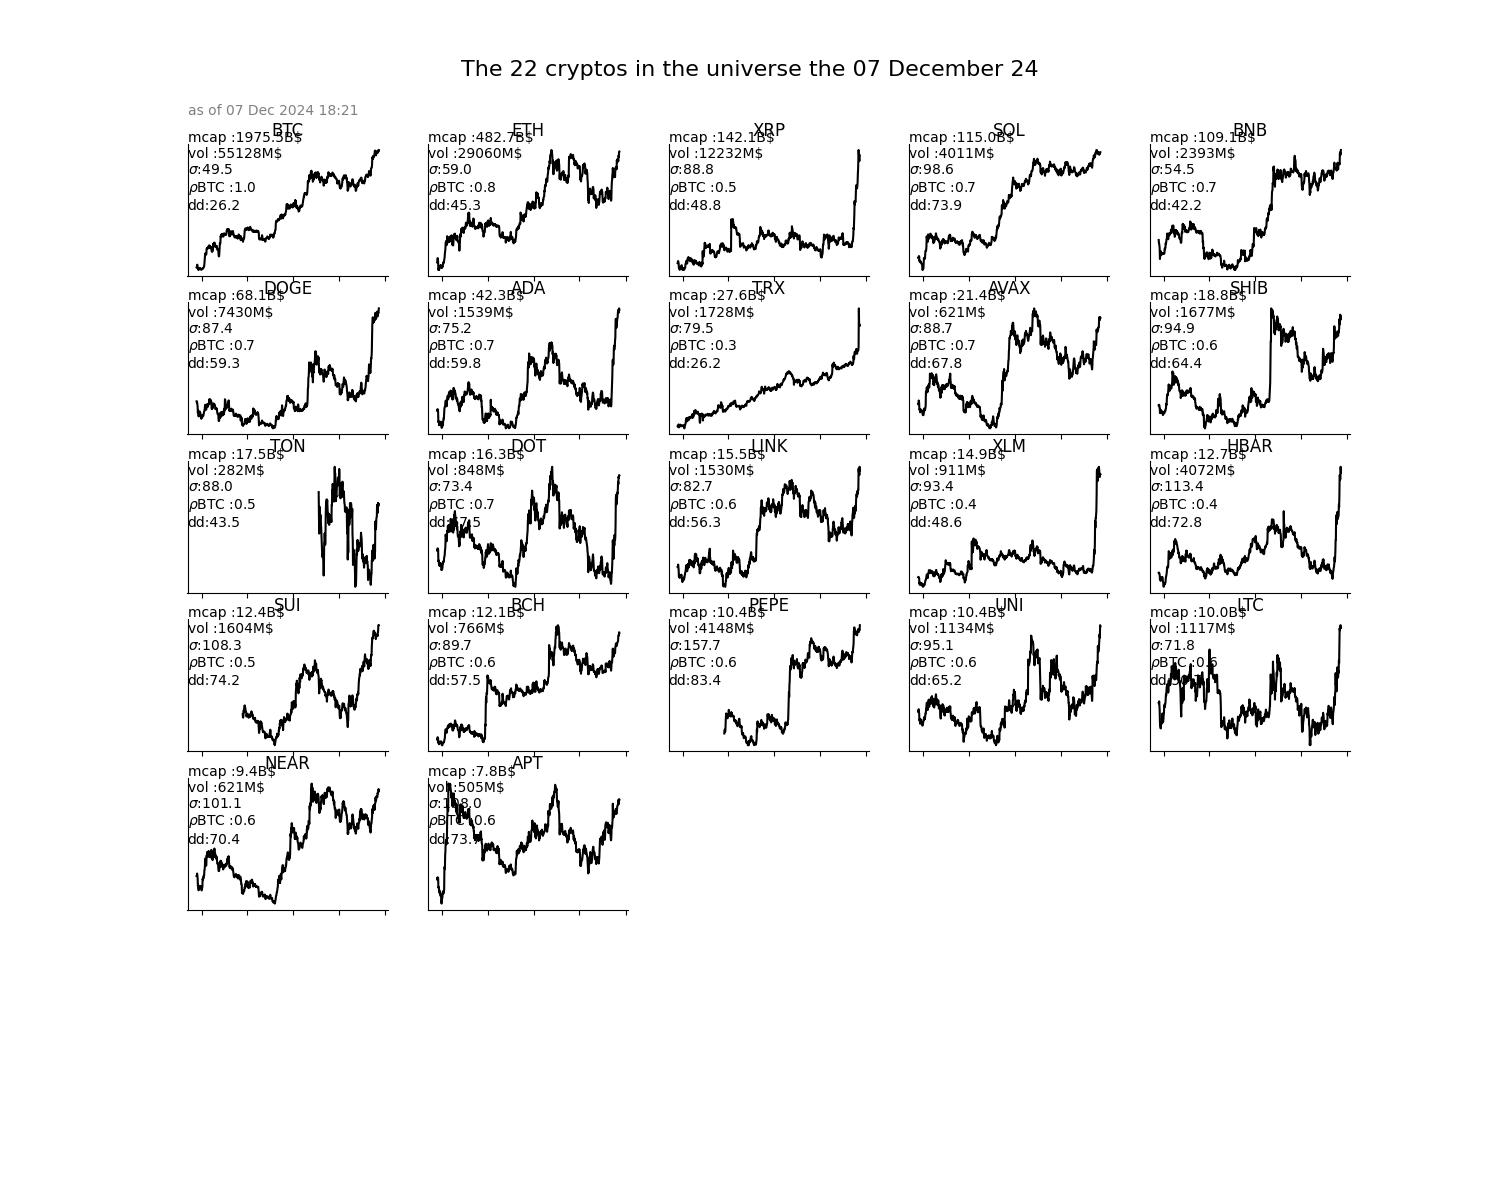 The 22 cryptos in the universe the 07 December 24
as of 07 Dec 2024 18:21
BTC
mcap :1975.5B$
vol :55128M$
σ:49.5
ρBTC :1.0
dd:26.2
ETH
mcap :482.7B$
vol :29060M$
σ:59.0
ρBTC :0.8
dd:45.3
XRP
mcap :142.1B$
vol :12232M$
σ:88.8
ρBTC :0.5
dd:48.8
SOL
mcap :115.0B$
vol :4011M$
σ:98.6
ρBTC :0.7
dd:73.9
BNB
mcap :109.1B$
vol :2393M$
σ:54.5
ρBTC :0.7
dd:42.2
DOGE
mcap :68.1B$
vol :7430M$
σ:87.4
ρBTC :0.7
dd:59.3
ADA
mcap :42.3B$
vol :1539M$
σ:75.2
ρBTC :0.7
dd:59.8
TRX
mcap :27.6B$
vol :1728M$
σ:79.5
ρBTC :0.3
dd:26.2
AVAX
mcap :21.4B$
vol :621M$
σ:88.7
ρBTC :0.7
dd:67.8
SHIB
mcap :18.8B$
vol :1677M$
σ:94.9
ρBTC :0.6
dd:64.4
TON
mcap :17.5B$
vol :282M$
σ:88.0
ρBTC :0.5
dd:43.5
DOT
mcap :16.3B$
vol :848M$
σ:73.4
ρBTC :0.7
LINK
mcap :15.5B$
vol :1530M$
σ:82.7
ρBTC :0.6
dd:56.3
XLM
mcap :14.9B$
vol :911M$
σ:93.4
ρBTC :0.4
dd:48.6
HBAR
mcap :12.7B$
vol :4072M$
σ:113.4
ρBTC :0.4
dd:72.8
SUI
mcap :12.4B$
vol :1604M$
σ:108.3
ρBTC :0.5
dd:74.2
BCH
mcap :12.1B$
vol :766M$
σ:89.7
ρBTC :0.6
dd:57.5
PEPE
mcap :10.4B$
vol :4148M$
σ:157.7
ρBTC :0.6
dd:83.4
UNI
mcap :10.4B$
vol :1134M$
σ:95.1
ρBTC :0.6
dd:65.2
LTC
mcap :10.0B$
vol :1117M$
σ:71.8
ρBTC :0.6
NEAR
mcap :9.4B$
vol :621M$
σ:101.1
ρBTC :0.6
dd:70.4
APT
mcap :7.8B$
vol :505M$
σ:108.0
ρBTC :0.6